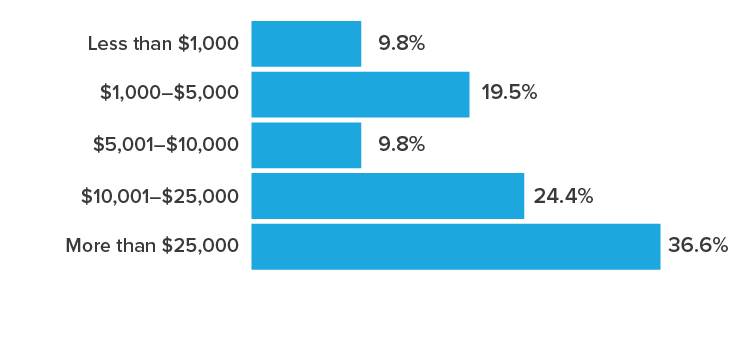 Less than $1,000 9.8%
$1,000–$5,000 19.5%
$5,001–$10,000 9.8%
$10,001–$25,000 24.4%
More than $25,000 36.6%